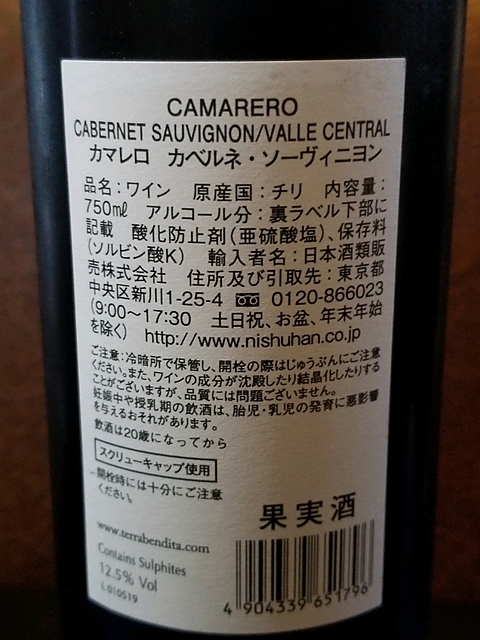 CAMARERO
CABERNET SAUVIGNON/VALLE CENTRAL
カマレロ カベルネ・ソーヴィニヨン
品名：ワイン 原産国：チリ 内容量：
750mℓ アルコール分：裏ラベル下部に
記載 酸化防止剤（亜硫酸塩）、保存料
（ソルビン酸K） 輸入者名：日本酒類販
売株式会社 住所及び引取先：東京都
中央区新川1-25-4 0120-866023
（9:00～17:30 土日祝、お盆、年末年始
を除く） http://www.nishuhan.co.jp
ご注意：冷暗所で保管し、開栓の際はじゅうぶんにご注意
ください。また、ワインの成分が沈殿したり結晶化したりする
ことがございますが、品質には問題ございません。
妊娠中や授乳期の飲酒は、胎児・乳児の発育に悪影響
を与えるおそれがあります。
飲酒は20歳になってから
スクリューキャップ使用
-開栓時には十分にご注意
ください。
果実酒
www.terrabendita.com
Contains Sulphites
12.5% Vol
L 010519
4 904339 651796